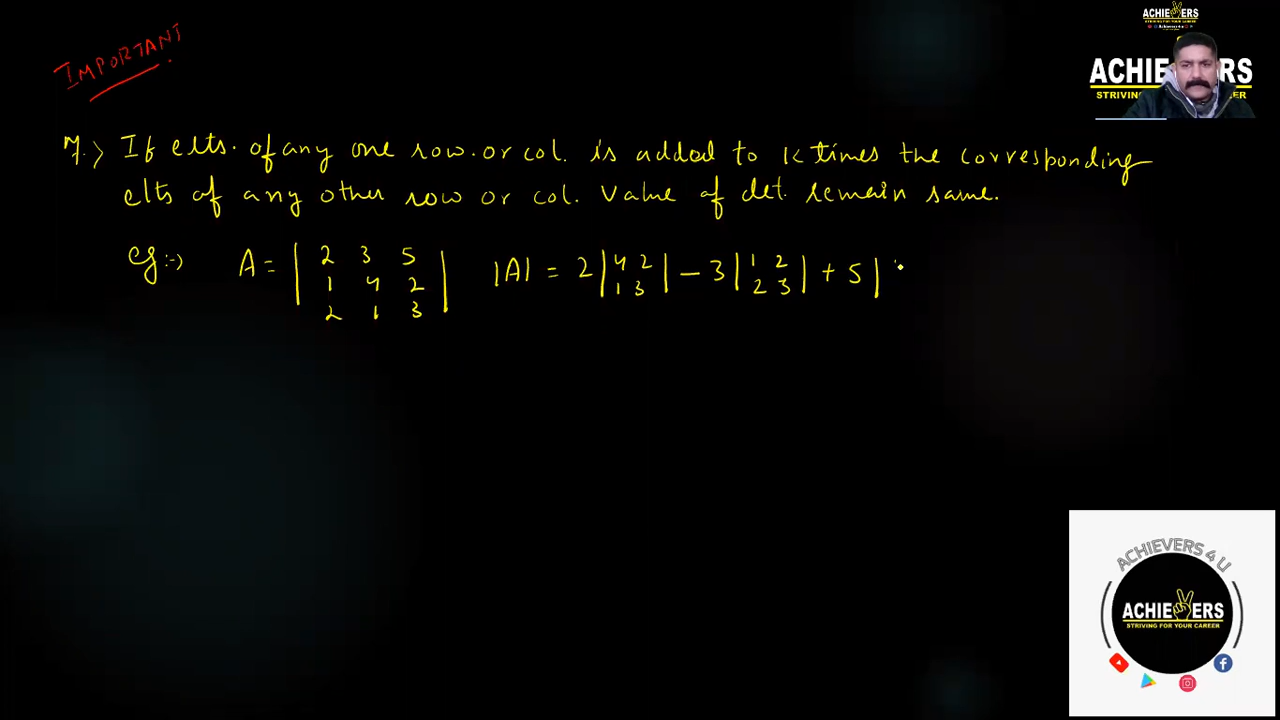 ACHIEVERS
STRIVING FOR YOUR CAREER
IMPORTANT
7.) If elts. of any one row. or col. is added to K times the corresponding
elts of any other row or col. Value of det. remain same.
eg :-) A = | 2 3 5 | |A| = 2 | 4 2 | - 3 | 1 2 | + 5 |
1 4 2 1 3 2 3
2 1 3
ACHIEVERS 4 U
ACHIEVERS
STRIVING FOR YOUR CAREER